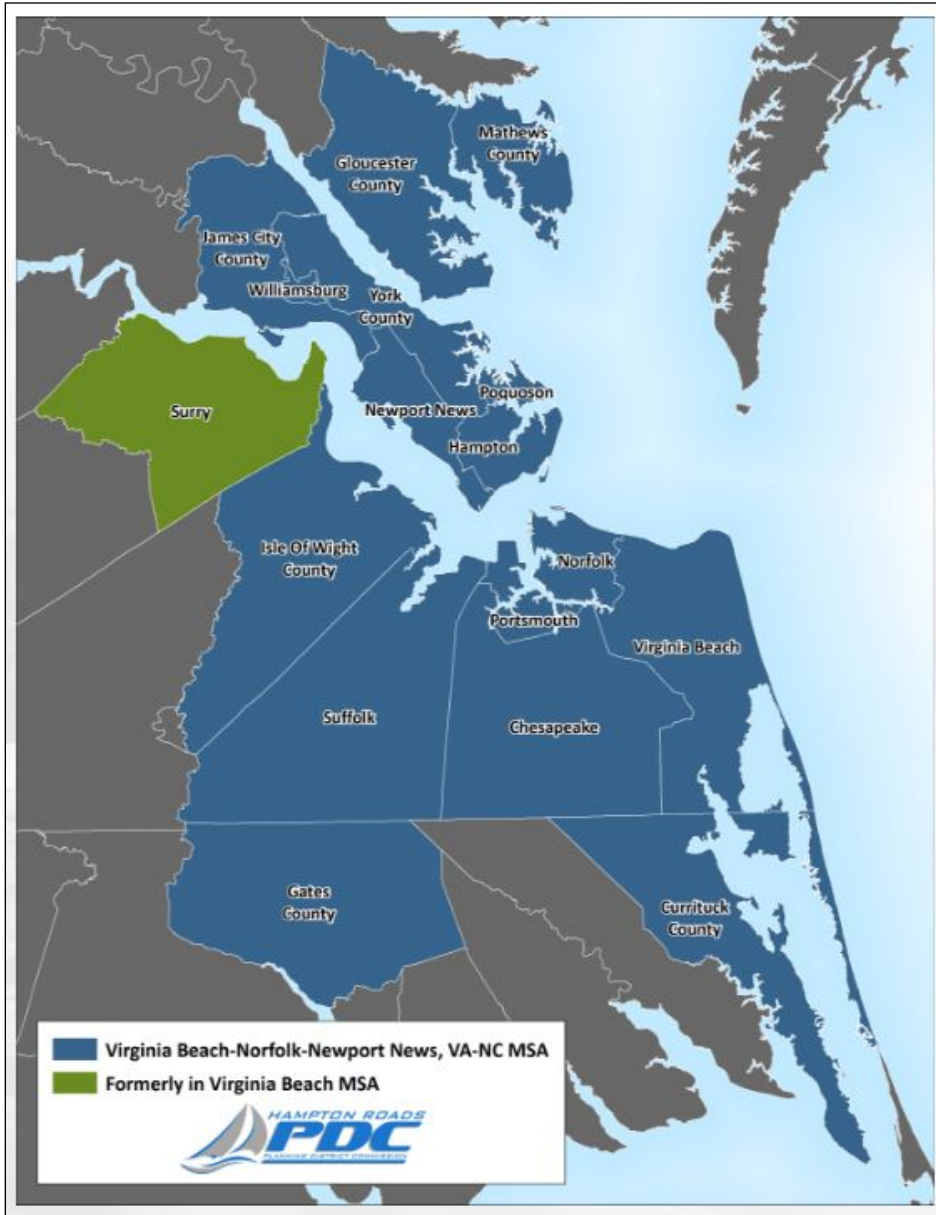 Mathews
County
Gloucester
County
James City
County
Williamsburg
York
County
Surry
Poquoson
Newport News
Hampton
Isle Of Wight
County
Norfolk
Portsmouth
Virginia Beach
Suffolk
Chesapeake
Gates
County
Currituck
County
Virginia Beach-Norfolk-Newport News, VA-NC MSA
Formerly in Virginia Beach MSA
HAMPTON ROADS
PDC
PLANNING DISTRICT COMMISSION